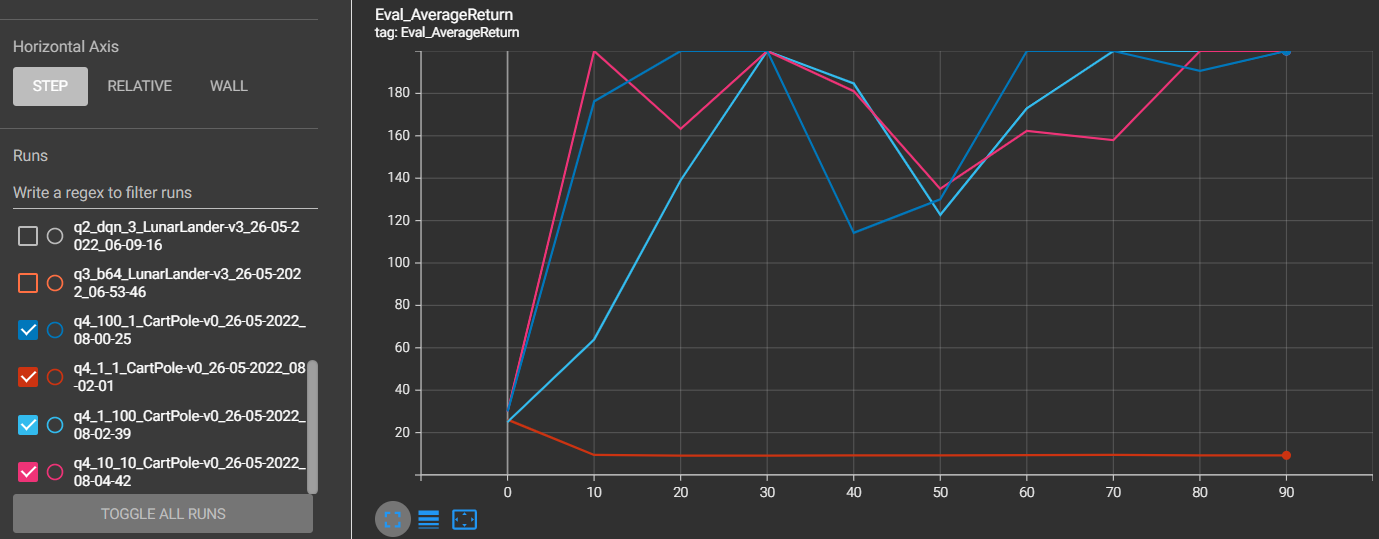 Horizontal Axis
STEP RELATIVE WALL
Runs
Write a regex to filter runs
q2_dqn_3_LunarLander-v3_26-05-2
022_06-09-16
q3_b64_LunarLander-v3_26-05-202
2_06-53-46
q4_100_1_CartPole-v0_26-05-2022_
08-00-25
q4_1_1_CartPole-v0_26-05-2022_08
-02-01
q4_1_100_CartPole-v0_26-05-2022_
08-02-39
q4_10_10_CartPole-v0_26-05-2022_
08-04-42
TOGGLE ALL RUNS
Eval_AverageReturn
tag: Eval_AverageReturn
180
160
140
120
100
80
60
40
20
0 10 20 30 40 50 60 70 80 90